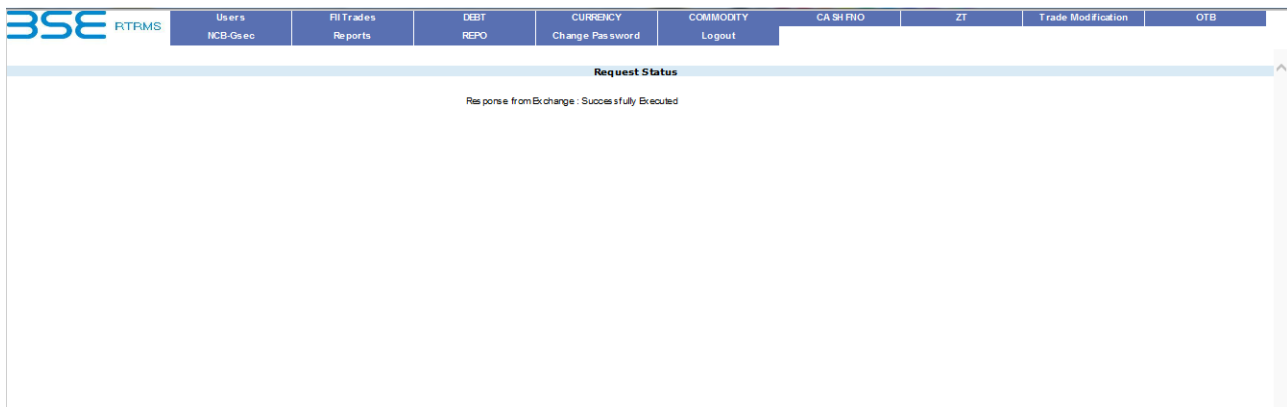 BSE RTRMS
Users FII Trades DEBT CURRENCY COMMODITY CASH FNO ZT Trade Modification OTB
NCB-Gsec Reports REPO Change Password Logout
Request Status
Response from Exchange : Successfully Executed